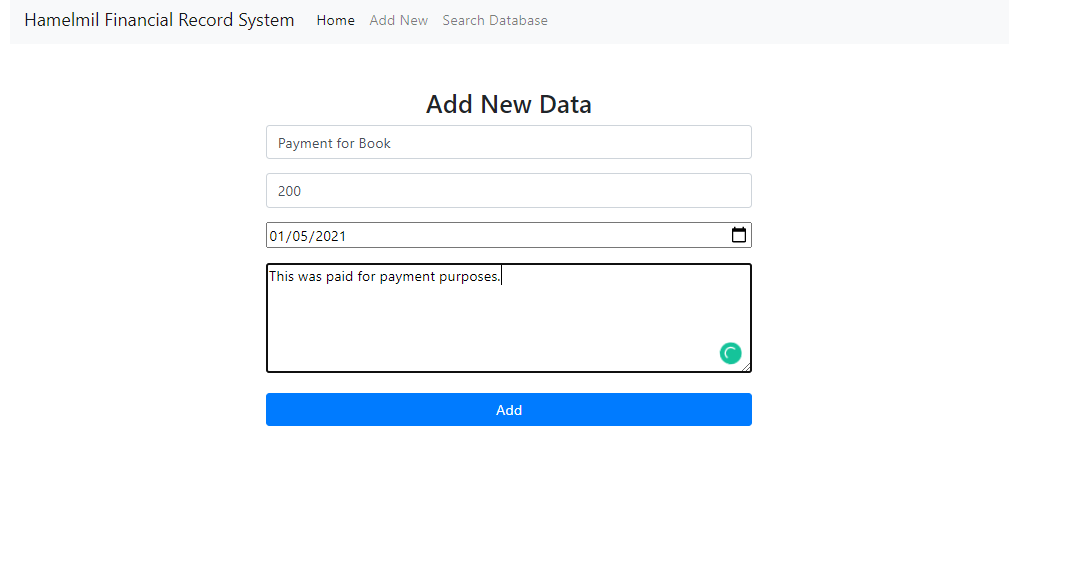 Hamelmil Financial Record System Home Add New Search Database
Add New Data
Payment for Book
200
01/05/2021
This was paid for payment purposes.
Add